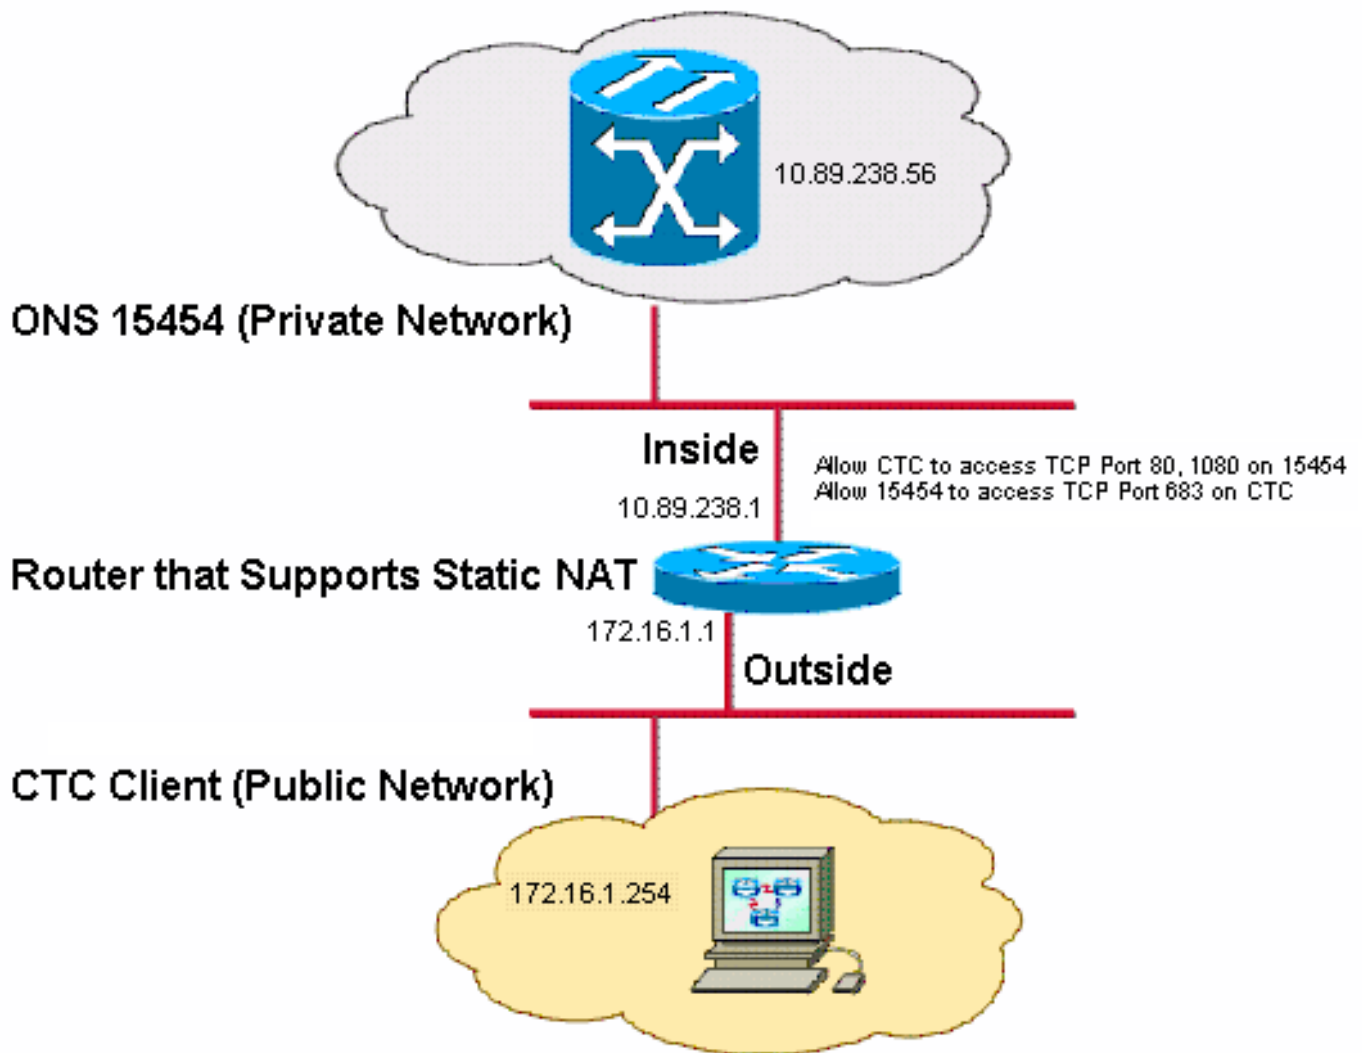 10.89.238.56
ONS 15454 (Private Network)
Inside
Allow CTC to access TCP Port 80, 1080 on 15454
Allow 15454 to access TCP Port 683 on CTC
10.89.238.1
Router that Supports Static NAT
172.16.1.1
Outside
CTC Client (Public Network)
172.16.1.254